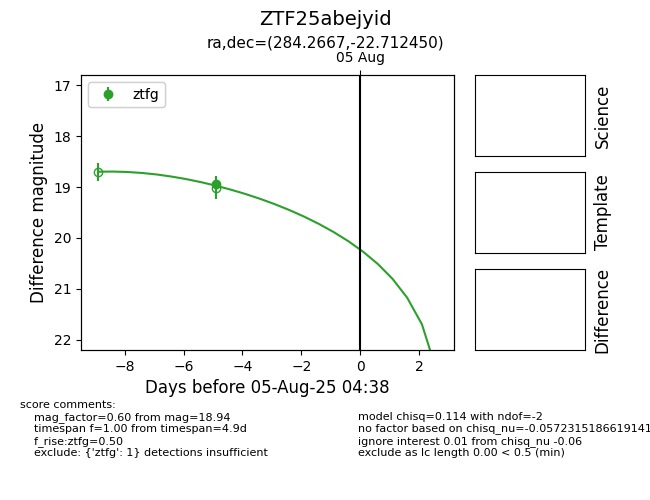 ZTF25abejyid
ra,dec=(284.2667,-22.712450)
05 Aug
ztfg
17
18
19
20
21
22
Difference magnitude
−8
−6
−4
−2
0
2
Days before 05-Aug-25 04:38
Science
Template
Difference
score comments:
mag_factor=0.60 from mag=18.94
timespan f=1.00 from timespan=4.9d
f_rise:ztfg=0.50
exclude: {'ztfg': 1} detections insufficient
model chisq=0.114 with ndof=-2
no factor based on chisq_nu=-0.0572315186619141
ignore interest 0.01 from chisq_nu -0.06
exclude as lc length 0.00 < 0.5 (min)